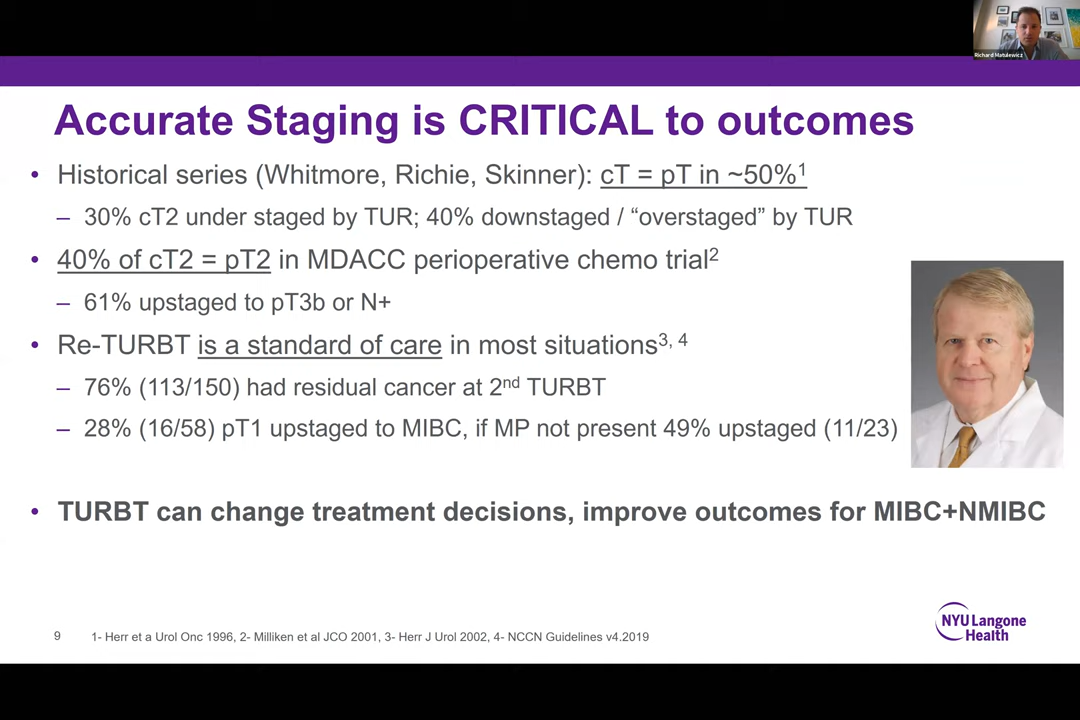 Richard Matulewicz
Accurate Staging is CRITICAL to outcomes
• Historical series (Whitmore, Richie, Skinner): cT = pT in ~50%1
– 30% cT2 under staged by TUR; 40% downstaged / “overstaged” by TUR
• 40% of cT2 = pT2 in MDACC perioperative chemo trial2
– 61% upstaged to pT3b or N+
• Re-TURBT is a standard of care in most situations3, 4
– 76% (113/150) had residual cancer at 2nd TURBT
– 28% (16/58) pT1 upstaged to MIBC, if MP not present 49% upstaged (11/23)
• TURBT can change treatment decisions, improve outcomes for MIBC+NMIBC
9 1- Herr et a Urol Onc 1996, 2- Milliken et al JCO 2001, 3- Herr J Urol 2002, 4- NCCN Guidelines v4.2019
NYU Langone
Health